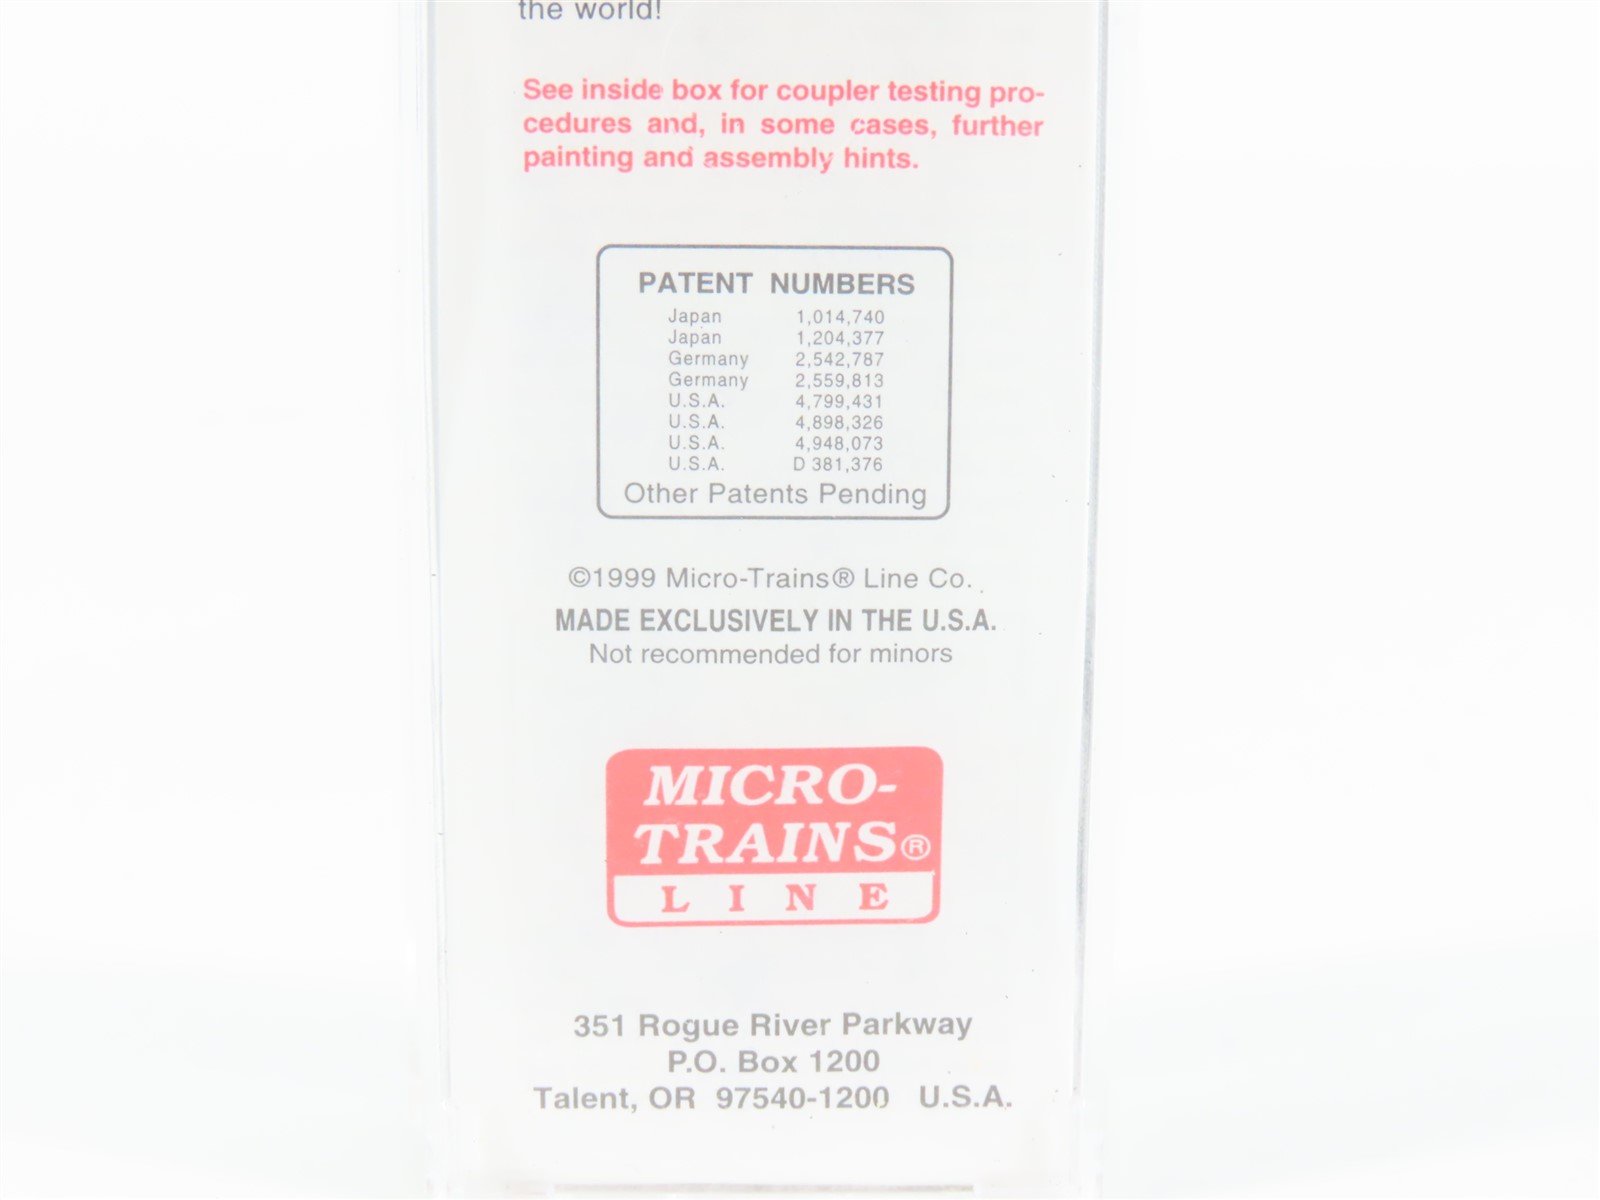 the world!
See inside box for coupler testing pro-
cedures and, in some cases, further
painting and assembly hints.
PATENT NUMBERS
Japan 1,014,740
Japan 1,204,377
Germany 2,542,787
Germany 2,559,813
U.S.A. 4,799,431
U.S.A. 4,898,326
U.S.A. 4,948,073
U.S.A. D 381,376
Other Patents Pending
©1999 Micro-Trains® Line Co.
MADE EXCLUSIVELY IN THE U.S.A.
Not recommended for minors
MICRO-
TRAINS®
LINE
351 Rogue River Parkway
P.O. Box 1200
Talent, OR 97540-1200 U.S.A.